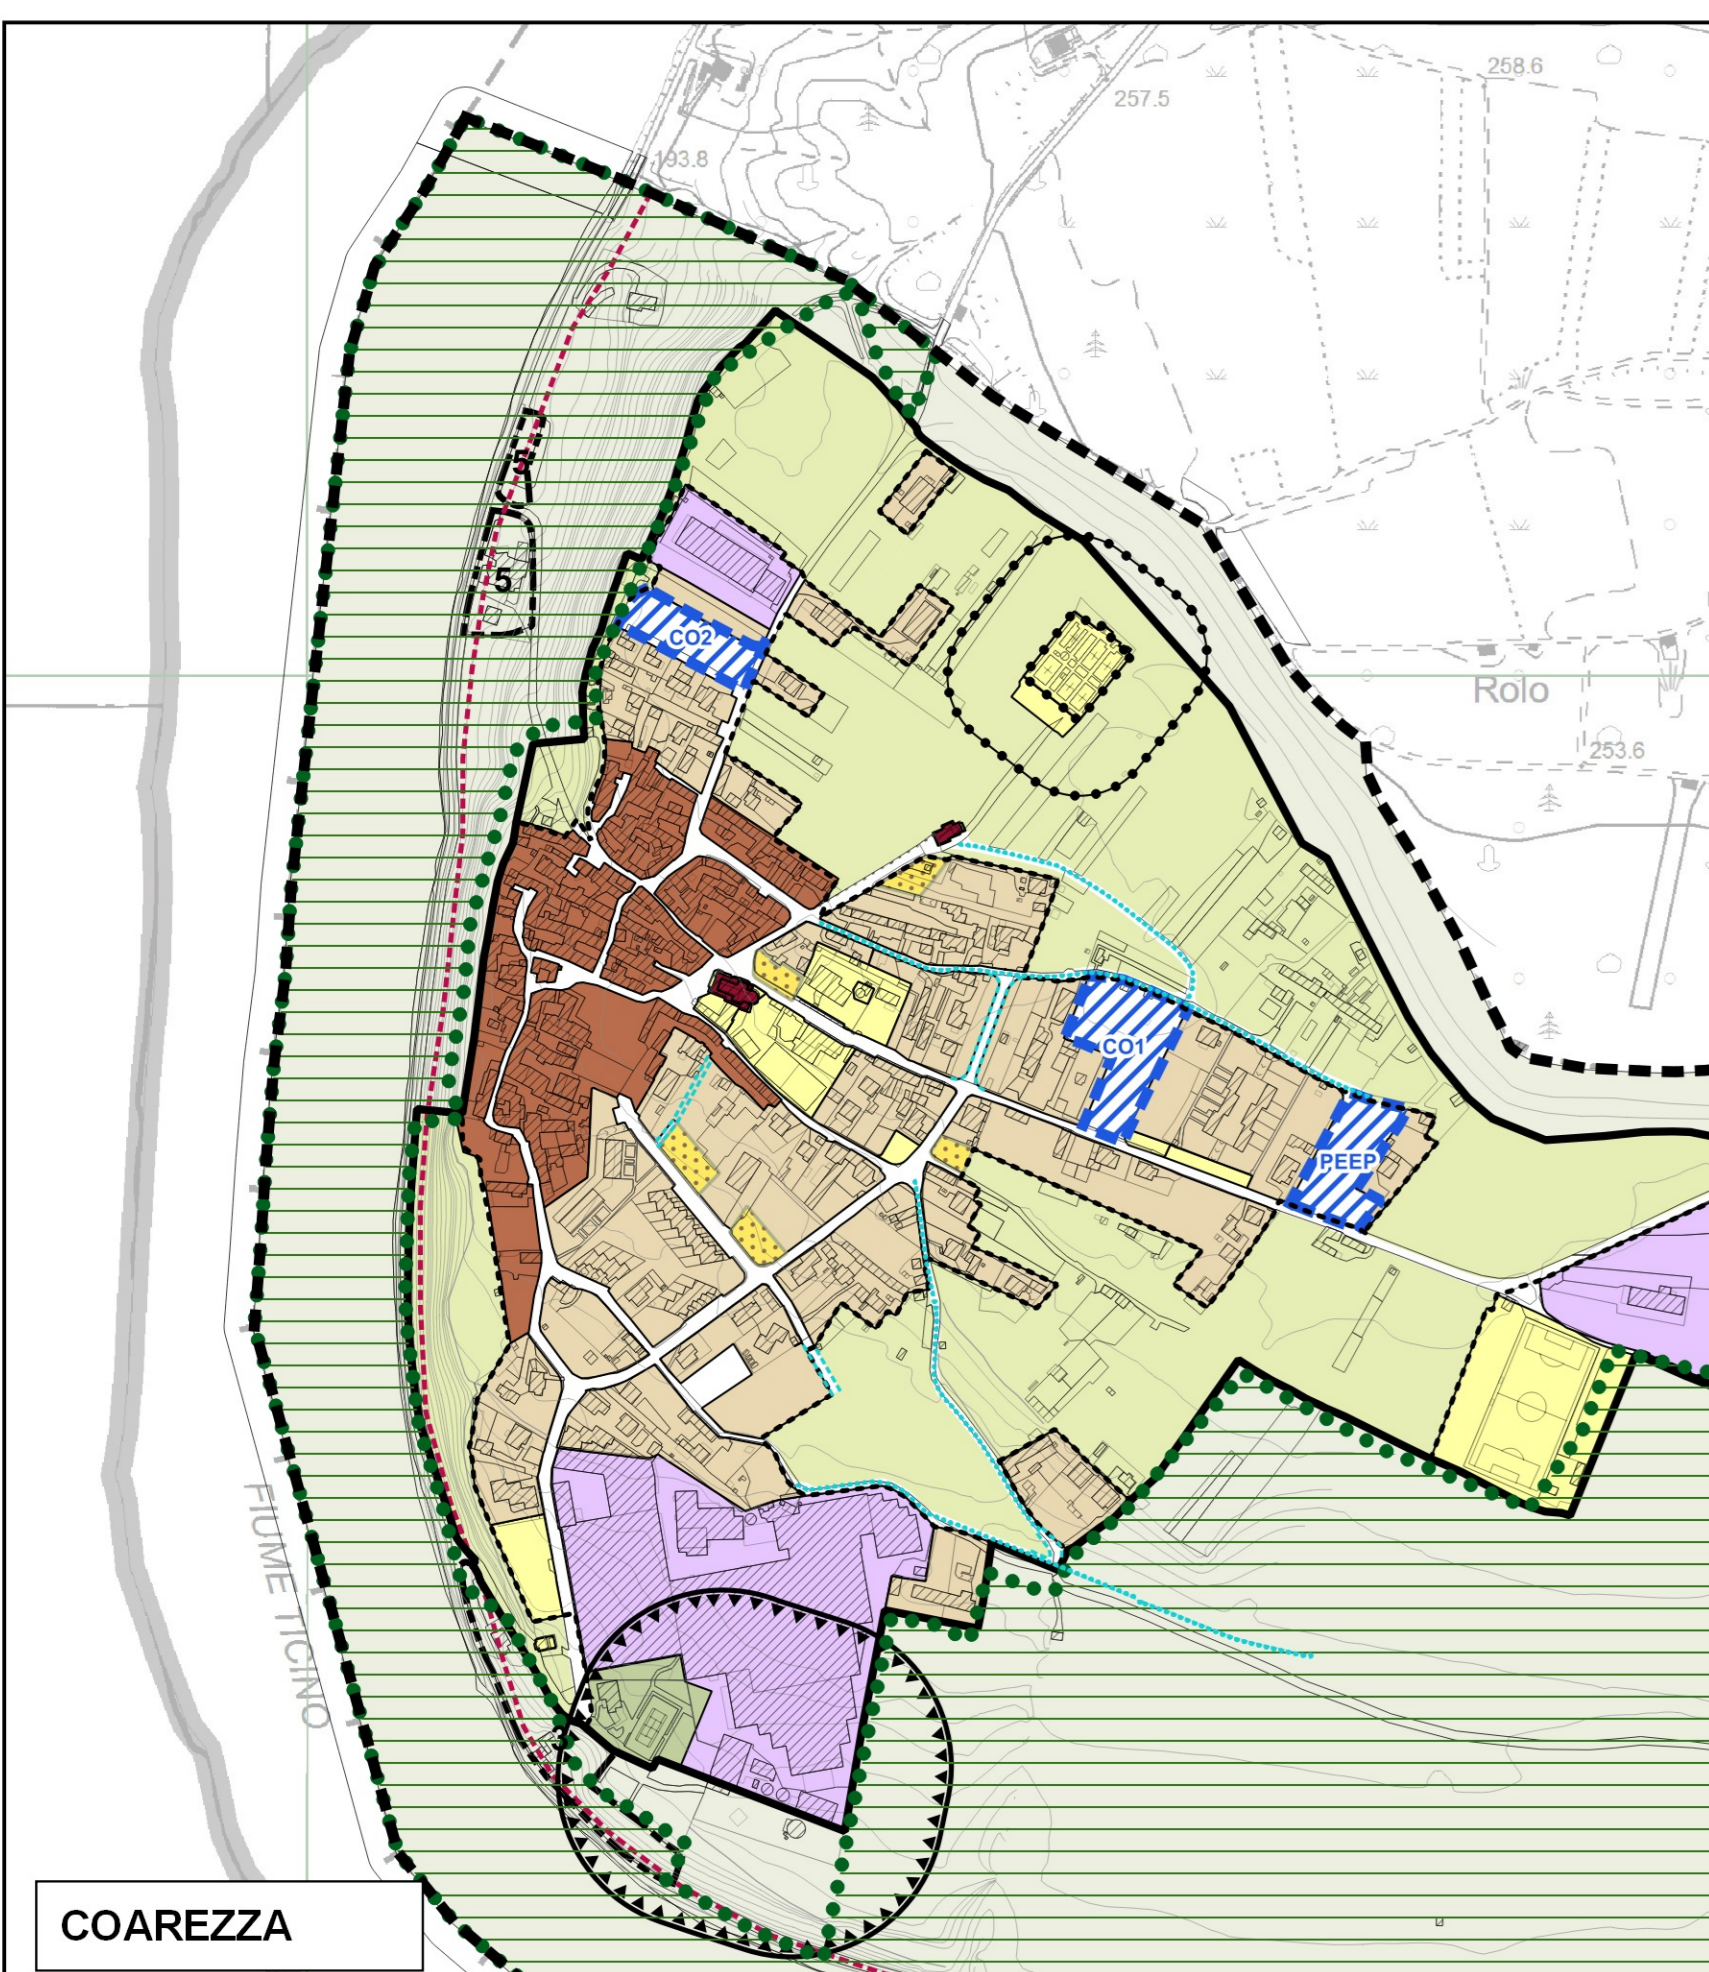 258.6
257.5
193.8
5
5
CO2
Rolo
253.6
CO1
PEEP
FIUME TICINO
COAREZZA